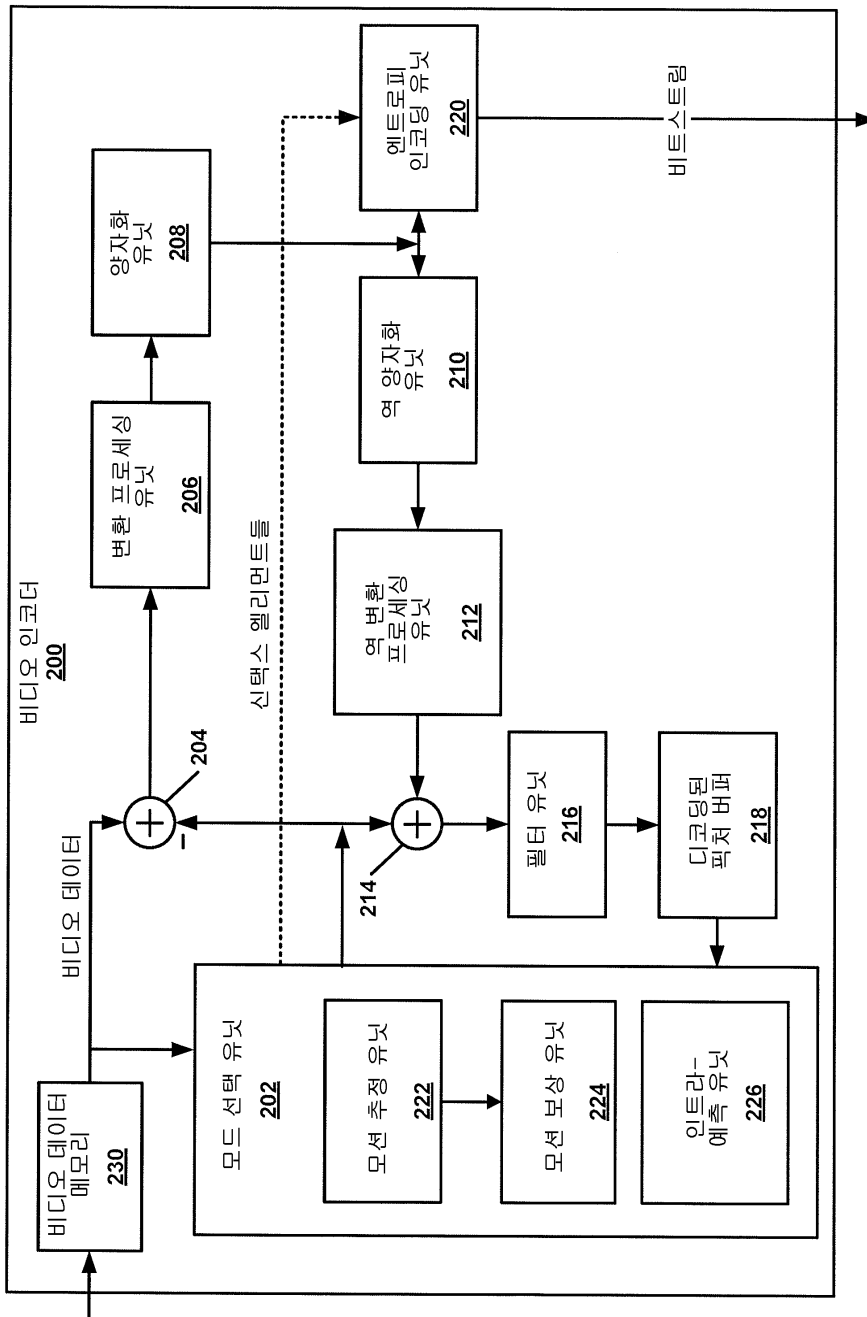 비디오 인코더
200
비디오 데이터
비디오 데이터
메모리
230
204
-
변환 프로세싱
유닛
206
양자화
유닛
208
신택스 엘리먼트들
모드 선택 유닛
202
모션 추정 유닛
222
모션 보상 유닛
224
인트라-
예측 유닛
226
214
역 변환
프로세싱
유닛
212
역 양자화
유닛
210
엔트로피
인코딩 유닛
220
필터 유닛
216
디코딩된
픽처 버퍼
218
비트스트림